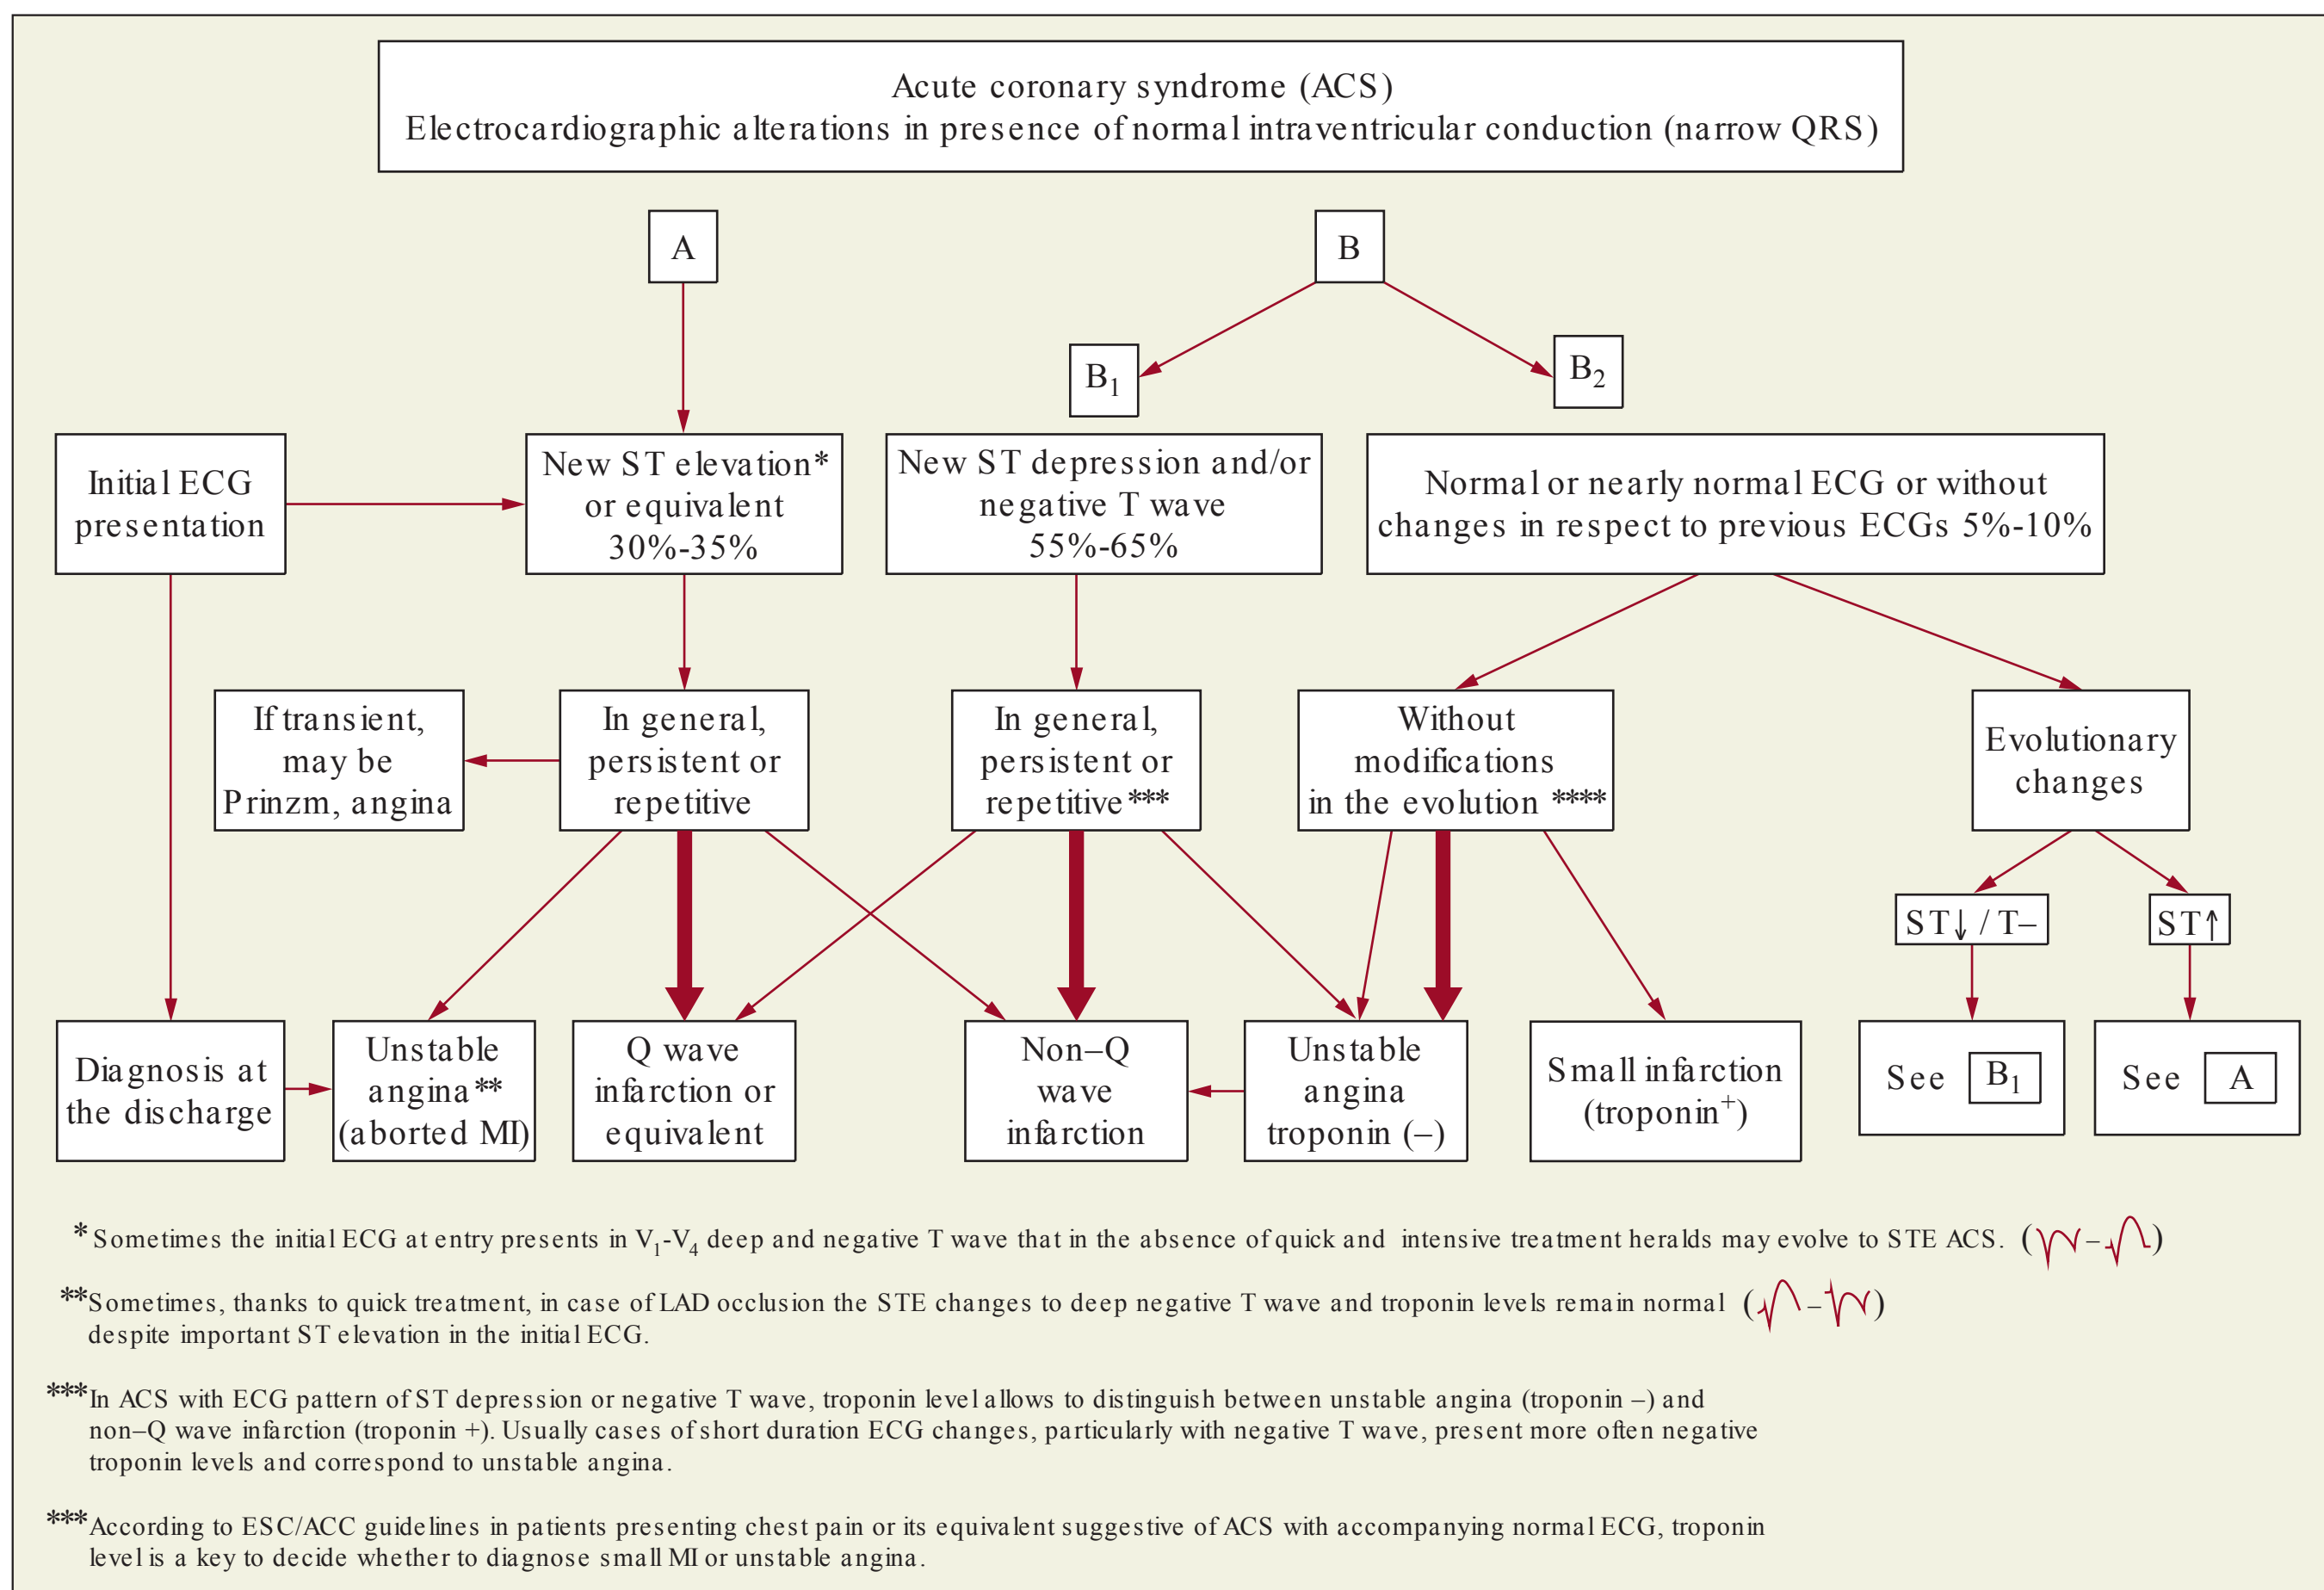 Acute coronary syndrome (ACS)
Electrocardiographic alterations in presence of normal intraventricular conduction (narrow QRS)
A
B
B1
B2
Initial ECG
presentation
New ST elevation*
or equivalent
30%-35%
New ST depression and/or
negative T wave
55%-65%
Normal or nearly normal ECG or without
changes in respect to previous ECGs 5%-10%
If transient,
may be
Prinzm, angina
In general,
persistent or
repetitive
In general,
persistent or
repetitive***
Without
modifications
in the evolution ****
Evolutionary
changes
ST↓ / T–
ST↑
Diagnosis at
the discharge
Unstable
angina**
(aborted MI)
Q wave
infarction or
equivalent
Non–Q
wave
infarction
Unstable
angina
troponin (–)
Small infarction
(troponin+)
See B1
See A
* Sometimes the initial ECG at entry presents in V1-V4 deep and negative T wave that in the absence of quick and intensive treatment heralds may evolve to STE ACS. ( – )
**Sometimes, thanks to quick treatment, in case of LAD occlusion the STE changes to deep negative T wave and troponin levels remain normal ( – )
despite important ST elevation in the initial ECG.
***In ACS with ECG pattern of ST depression or negative T wave, troponin level allows to distinguish between unstable angina (troponin –) and
non–Q wave infarction (troponin +). Usually cases of short duration ECG changes, particularly with negative T wave, present more often negative
troponin levels and correspond to unstable angina.
***According to ESC/ACC guidelines in patients presenting chest pain or its equivalent suggestive of ACS with accompanying normal ECG, troponin
level is a key to decide whether to diagnose small MI or unstable angina.